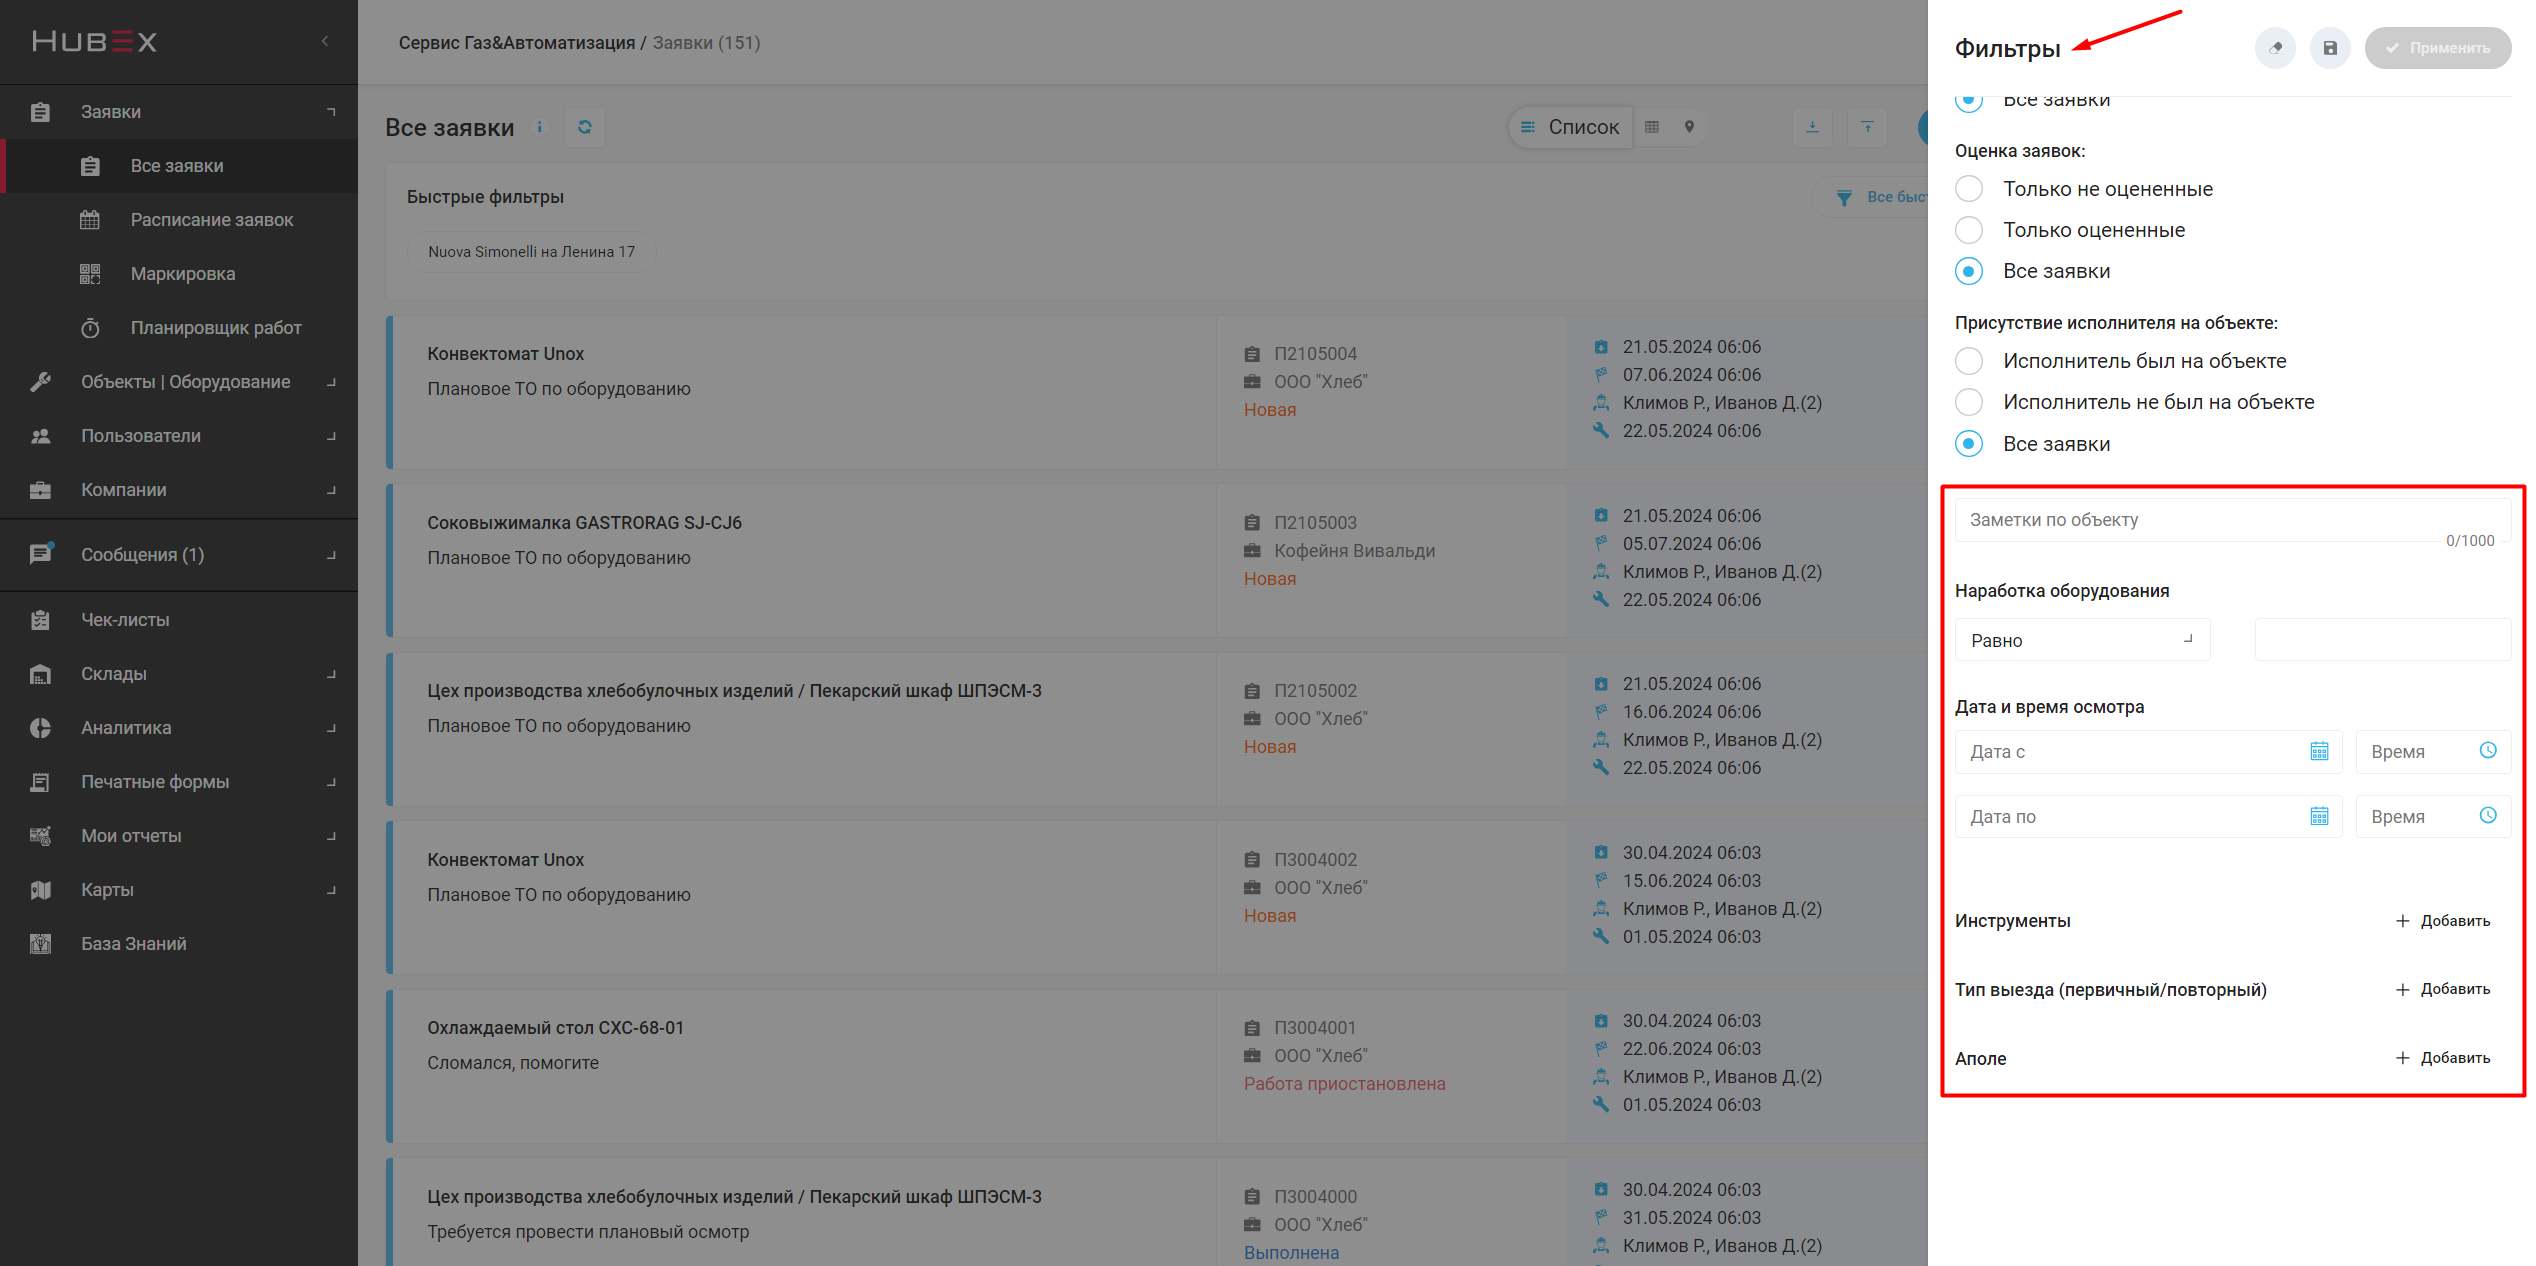 HUBEX
Заявки
Все заявки
Расписание заявок
Маркировка
Планировщик работ
Объекты | Оборудование
Пользователи
Компании
Сообщения (1)
Чек-листы
Склады
Аналитика
Печатные формы
Мои отчеты
Карты
База Знаний
Сервис Газ&Автоматизация / Заявки (151)
Все заявки
Список
Быстрые фильтры
Все быст
Nuova Simonelli на Ленина 17
Конвектомат Unox
Плановое ТО по оборудованию
П2105004
ООО "Хлеб"
Новая
21.05.2024 06:06
07.06.2024 06:06
Климов Р., Иванов Д.(2)
22.05.2024 06:06
Соковыжималка GASTRORAG SJ-CJ6
Плановое ТО по оборудованию
П2105003
Кофейня Вивальди
Новая
21.05.2024 06:06
05.07.2024 06:06
Климов Р., Иванов Д.(2)
22.05.2024 06:06
Цех производства хлебобулочных изделий / Пекарский шкаф ШПЭСМ-3
Плановое ТО по оборудованию
П2105002
ООО "Хлеб"
Новая
21.05.2024 06:06
16.06.2024 06:06
Климов Р., Иванов Д.(2)
22.05.2024 06:06
Конвектомат Unox
Плановое ТО по оборудованию
П3004002
ООО "Хлеб"
Новая
30.04.2024 06:03
15.06.2024 06:03
Климов Р., Иванов Д.(2)
01.05.2024 06:03
Охлаждаемый стол СХС-68-01
Сломался, помогите
П3004001
ООО "Хлеб"
Работа приостановлена
30.04.2024 06:03
22.06.2024 06:03
Климов Р., Иванов Д.(2)
01.05.2024 06:03
Цех производства хлебобулочных изделий / Пекарский шкаф ШПЭСМ-3
Требуется провести плановый осмотр
П3004000
ООО "Хлеб"
Выполнена
30.04.2024 06:03
31.05.2024 06:03
Климов Р., Иванов Д.(2)
Фильтры
Применить
Все заявки
Оценка заявок:
Только не оцененные
Только оцененные
Все заявки
Присутствие исполнителя на объекте:
Исполнитель был на объекте
Исполнитель не был на объекте
Все заявки
Заметки по объекту
0/1000
Наработка оборудования
Равно
Дата и время осмотра
Дата с
Время
Дата по
Время
Инструменты
Добавить
Тип выезда (первичный/повторный)
Добавить
Аполе
Добавить